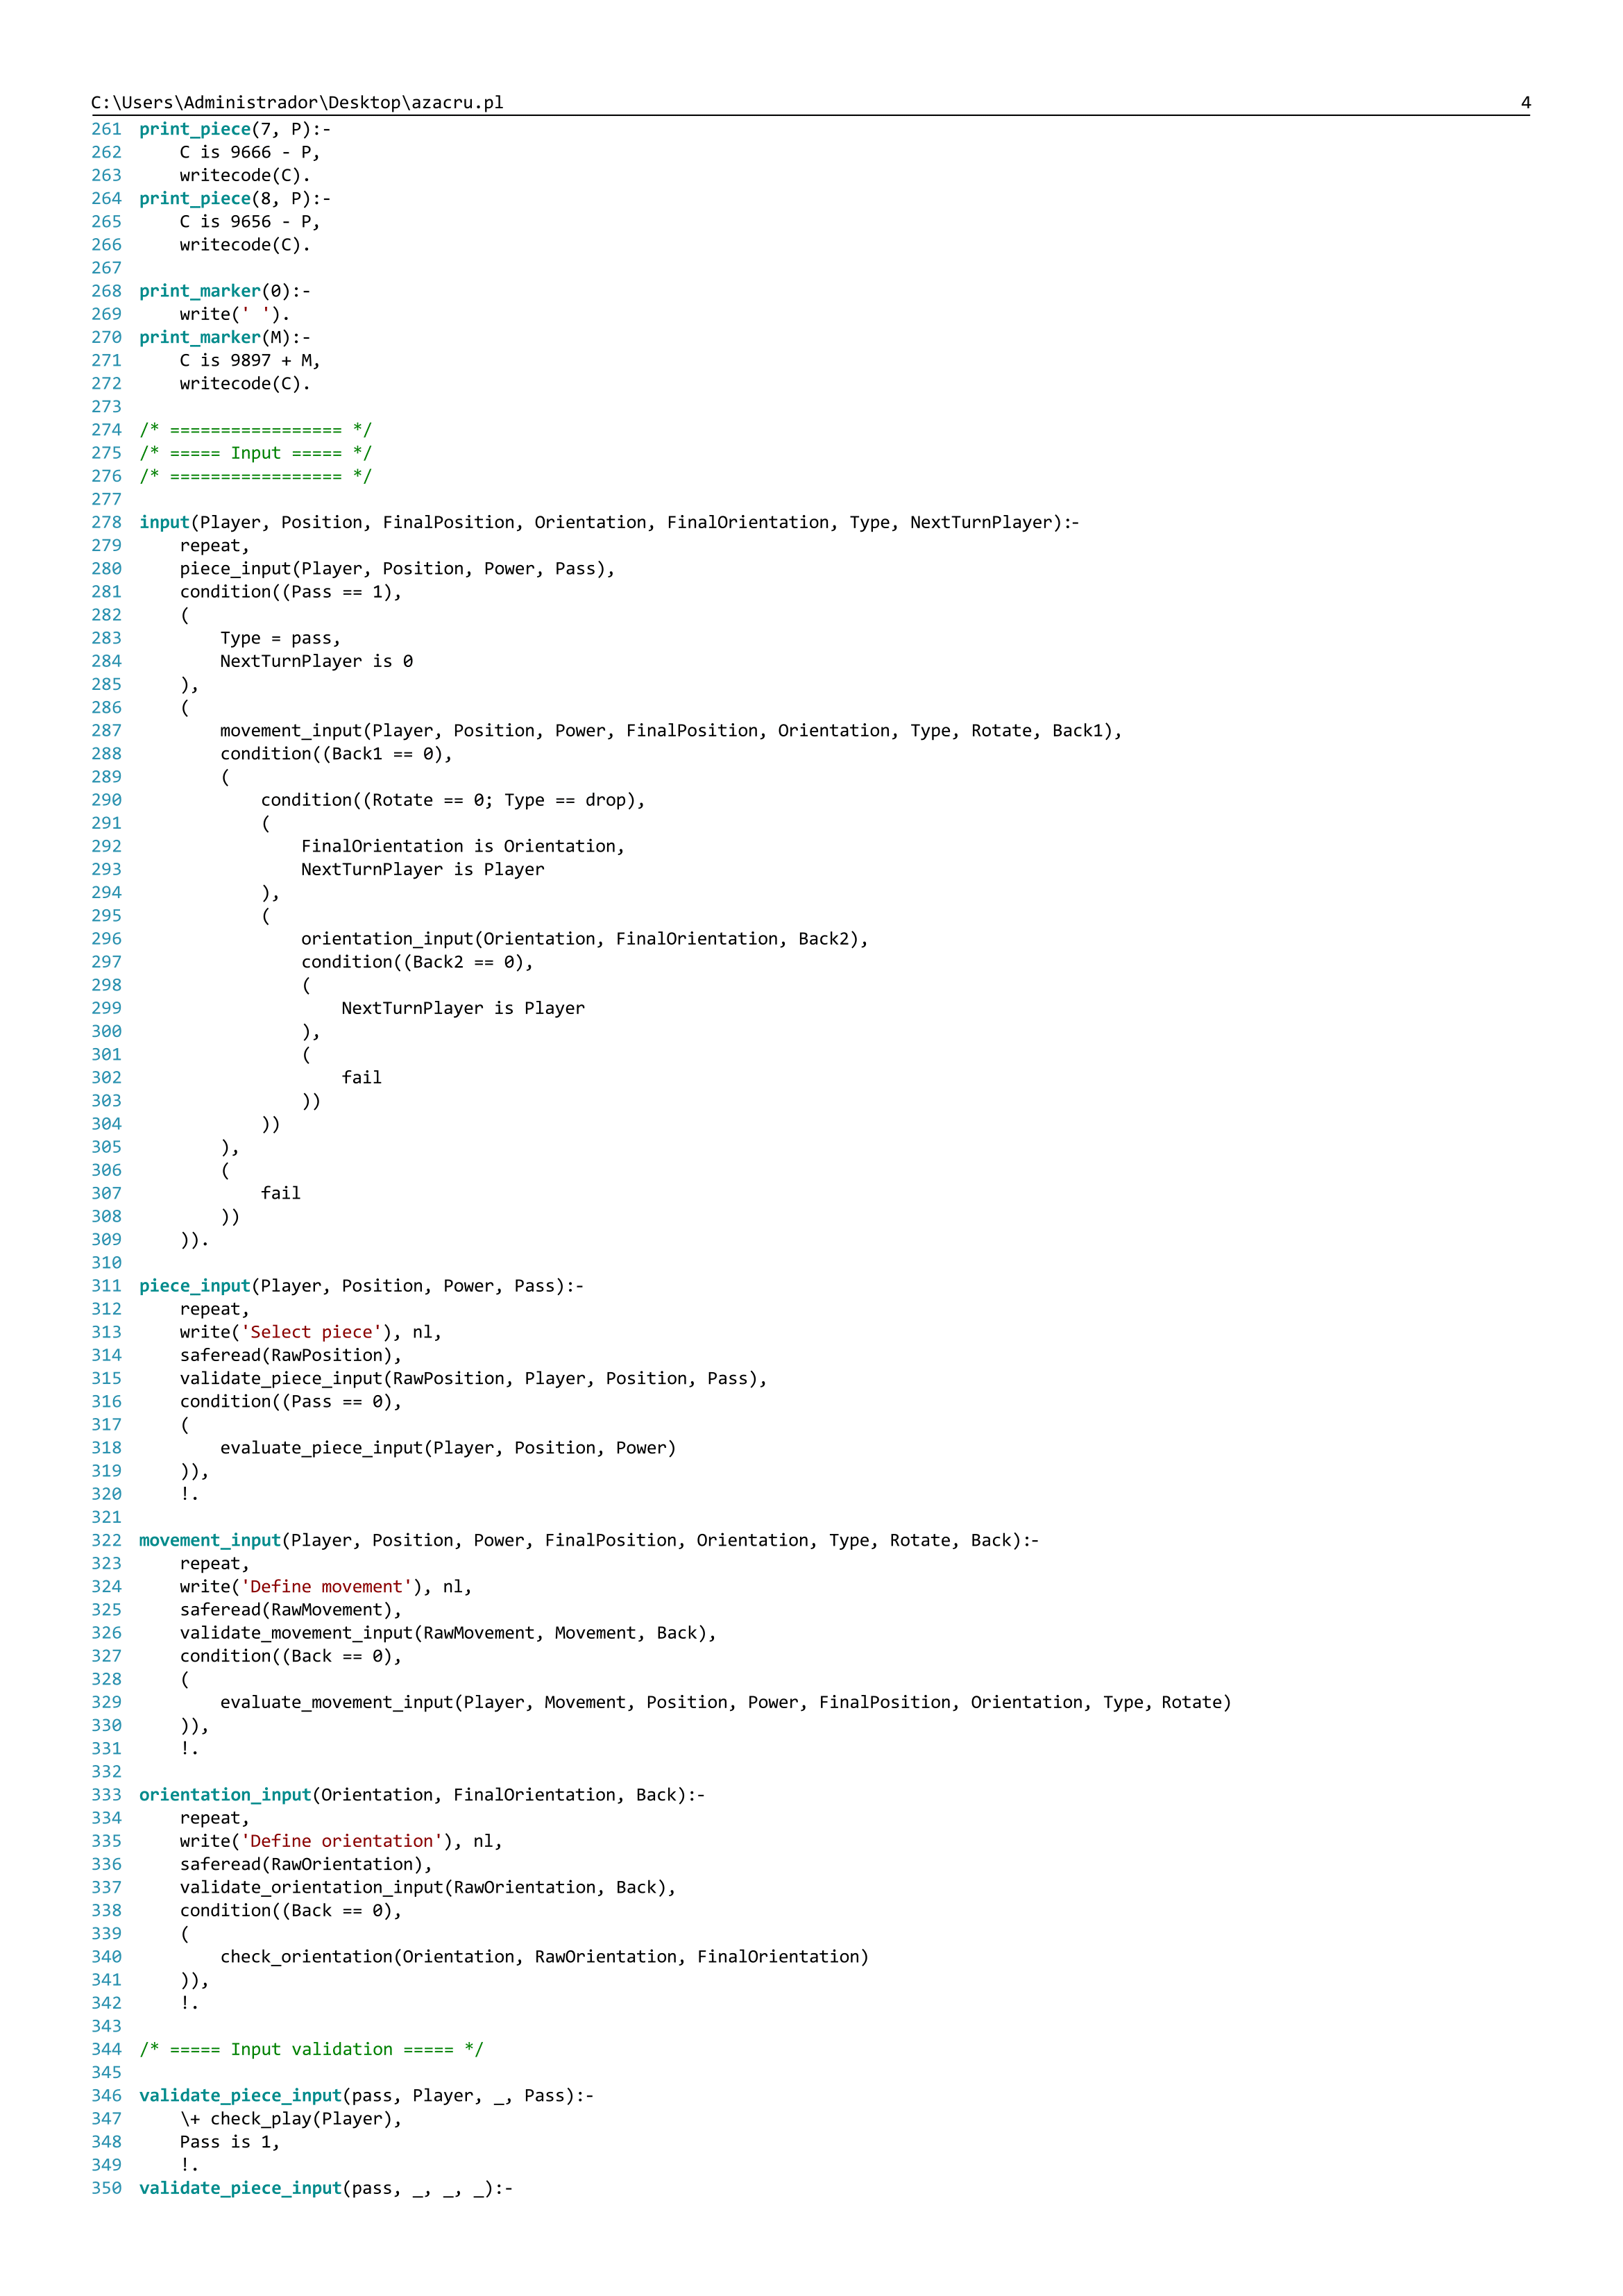 C:\Users\Administrador\Desktop\azacru.pl 4
261 print_piece(7, P):-
262     C is 9666 - P,
263     writecode(C).
264 print_piece(8, P):-
265     C is 9656 - P,
266     writecode(C).
267
268 print_marker(0):-
269     write(' ').
270 print_marker(M):-
271     C is 9897 + M,
272     writecode(C).
273
274 /* ================= */
275 /* ===== Input ===== */
276 /* ================= */
277
278 input(Player, Position, FinalPosition, Orientation, FinalOrientation, Type, NextTurnPlayer):-
279     repeat,
280     piece_input(Player, Position, Power, Pass),
281     condition((Pass == 1),
282     (
283         Type = pass,
284         NextTurnPlayer is 0
285     ),
286     (
287         movement_input(Player, Position, Power, FinalPosition, Orientation, Type, Rotate, Back1),
288         condition((Back1 == 0),
289         (
290             condition((Rotate == 0; Type == drop),
291             (
292                 FinalOrientation is Orientation,
293                 NextTurnPlayer is Player
294             ),
295             (
296                 orientation_input(Orientation, FinalOrientation, Back2),
297                 condition((Back2 == 0),
298                 (
299                     NextTurnPlayer is Player
300                 ),
301                 (
302                     fail
303                 ))
304             ))
305         ),
306         (
307             fail
308         ))
309     )).
310
311 piece_input(Player, Position, Power, Pass):-
312     repeat,
313     write('Select piece'), nl,
314     saferead(RawPosition),
315     validate_piece_input(RawPosition, Player, Position, Pass),
316     condition((Pass == 0),
317     (
318         evaluate_piece_input(Player, Position, Power)
319     )),
320     !.
321
322 movement_input(Player, Position, Power, FinalPosition, Orientation, Type, Rotate, Back):-
323     repeat,
324     write('Define movement'), nl,
325     saferead(RawMovement),
326     validate_movement_input(RawMovement, Movement, Back),
327     condition((Back == 0),
328     (
329         evaluate_movement_input(Player, Movement, Position, Power, FinalPosition, Orientation, Type, Rotate)
330     )),
331     !.
332
333 orientation_input(Orientation, FinalOrientation, Back):-
334     repeat,
335     write('Define orientation'), nl,
336     saferead(RawOrientation),
337     validate_orientation_input(RawOrientation, Back),
338     condition((Back == 0),
339     (
340         check_orientation(Orientation, RawOrientation, FinalOrientation)
341     )),
342     !.
343
344 /* ===== Input validation ===== */
345
346 validate_piece_input(pass, Player, _, Pass):-
347     \+ check_play(Player),
348     Pass is 1,
349     !.
350 validate_piece_input(pass, _, _, _):-